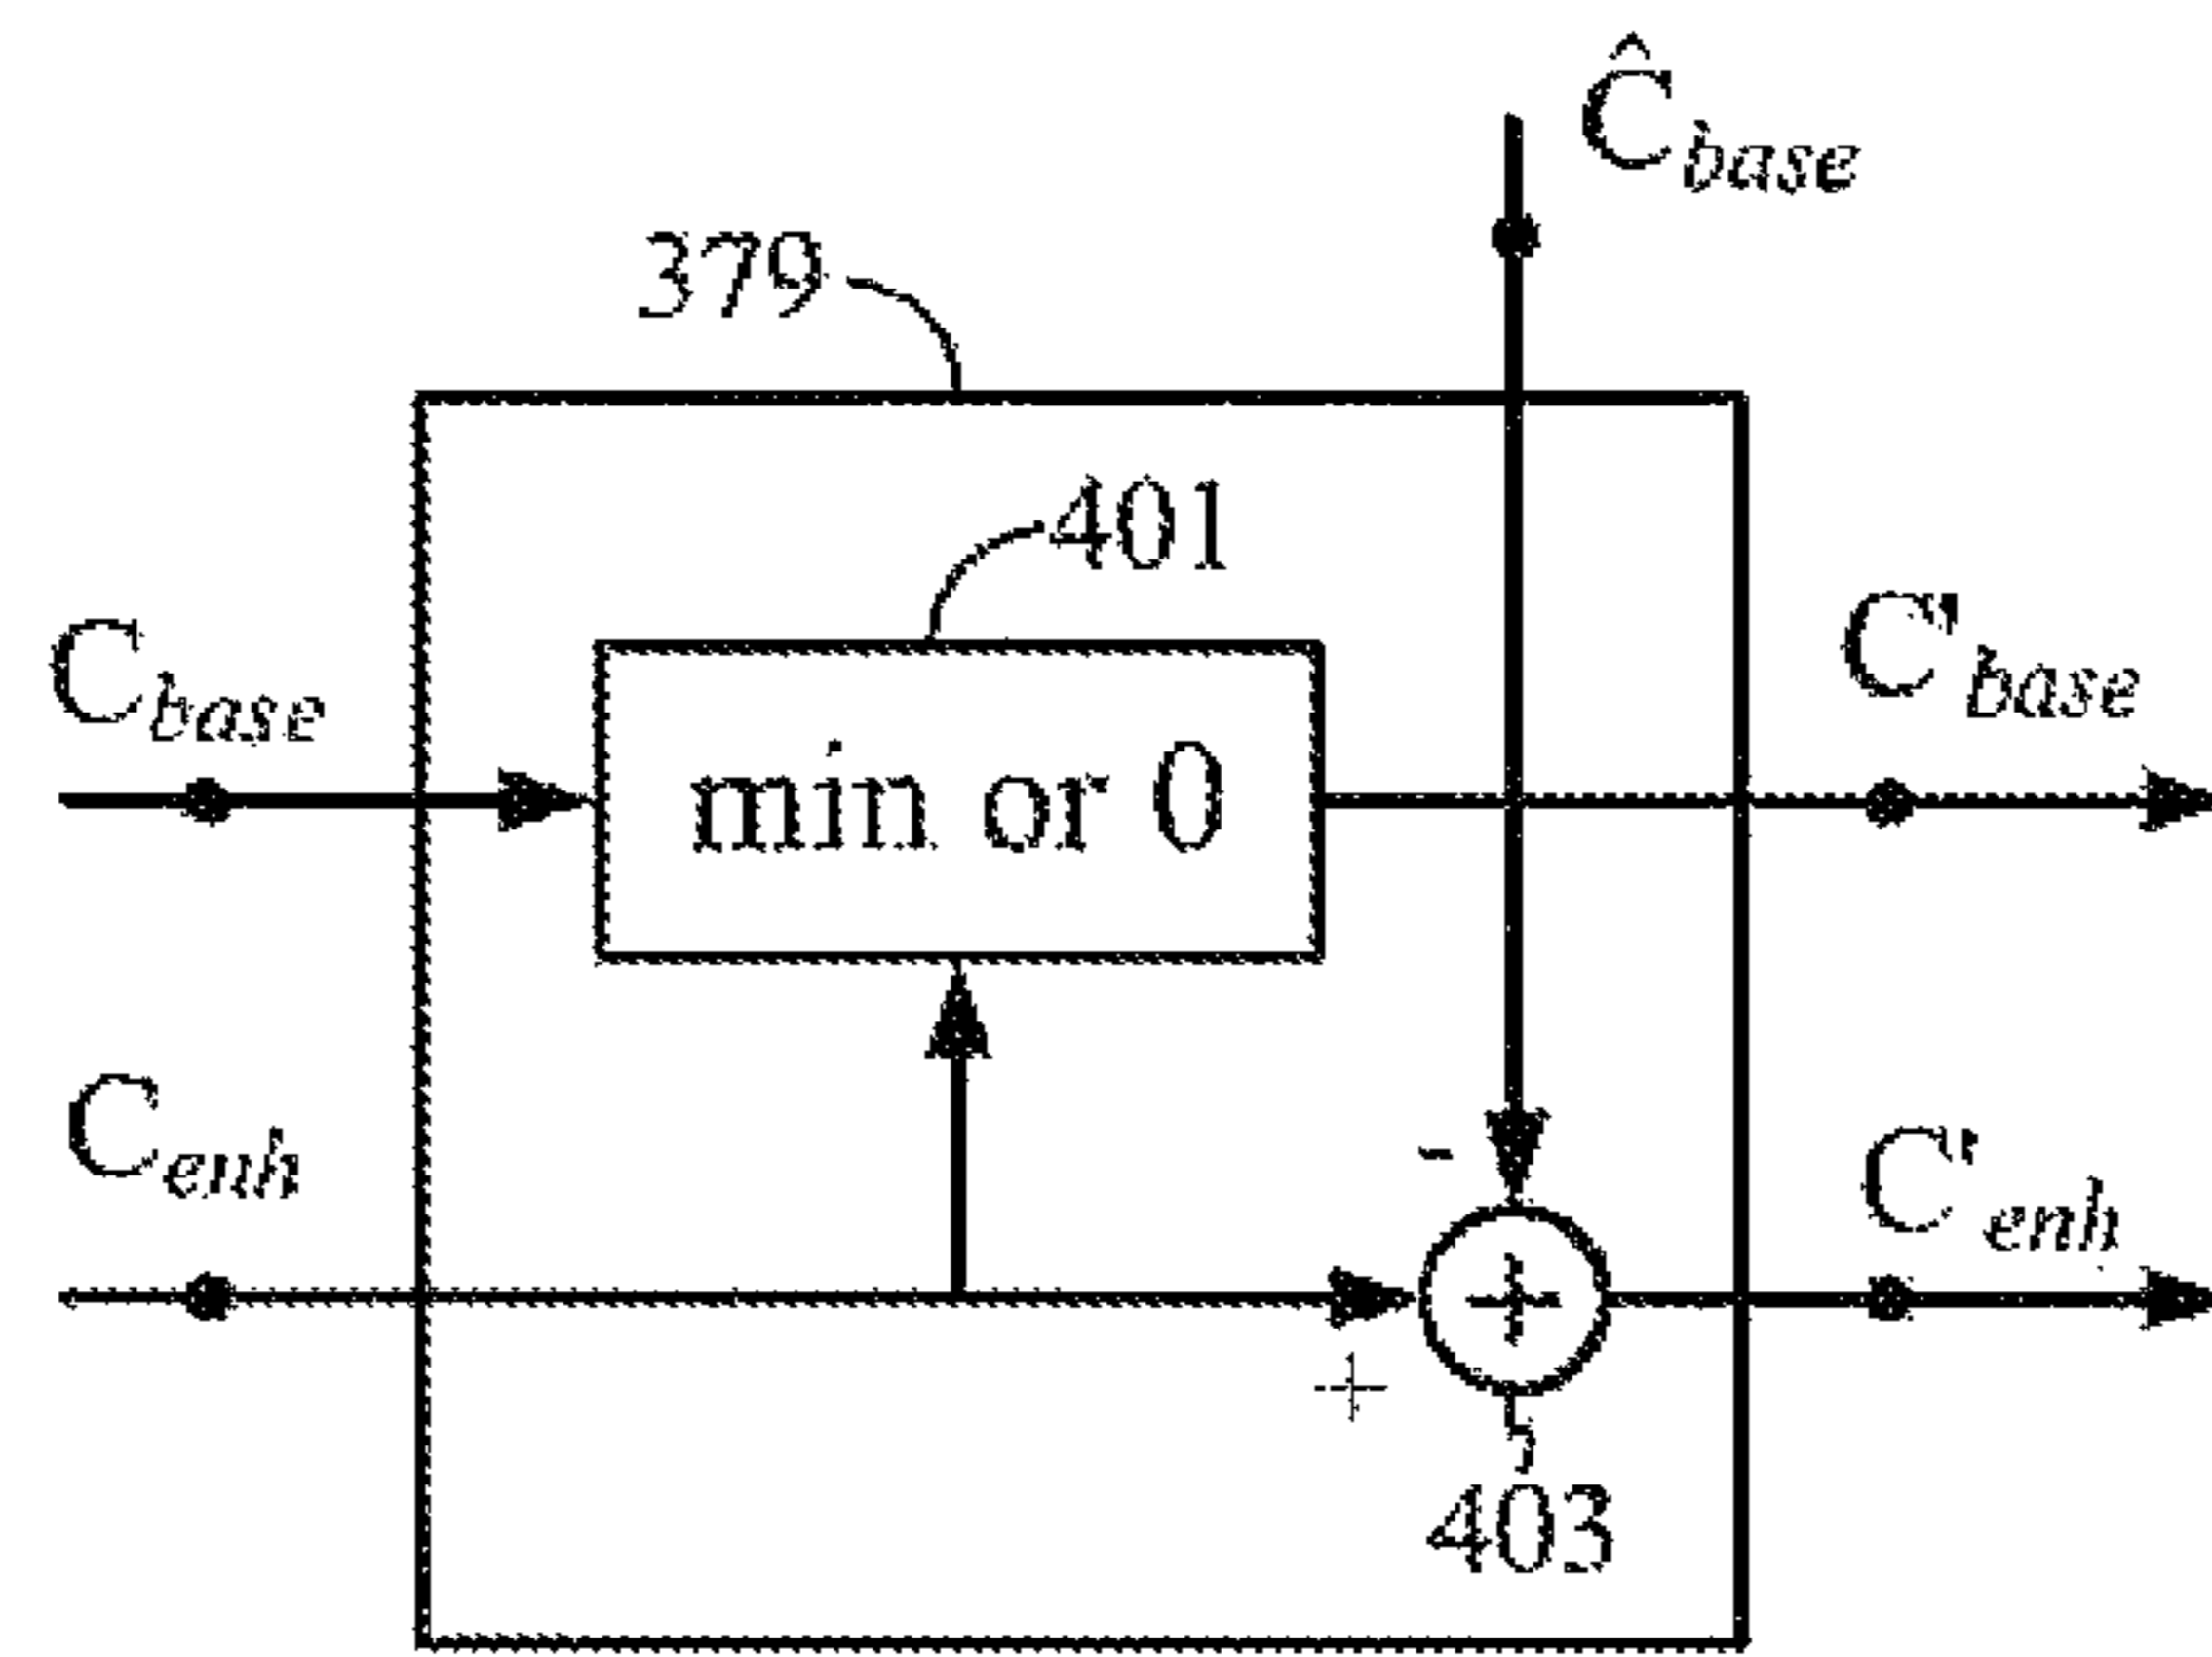 Ĉbase
379
401
Cbase
C'base
min or 0
Cenh
-
C'enh
+
+
403